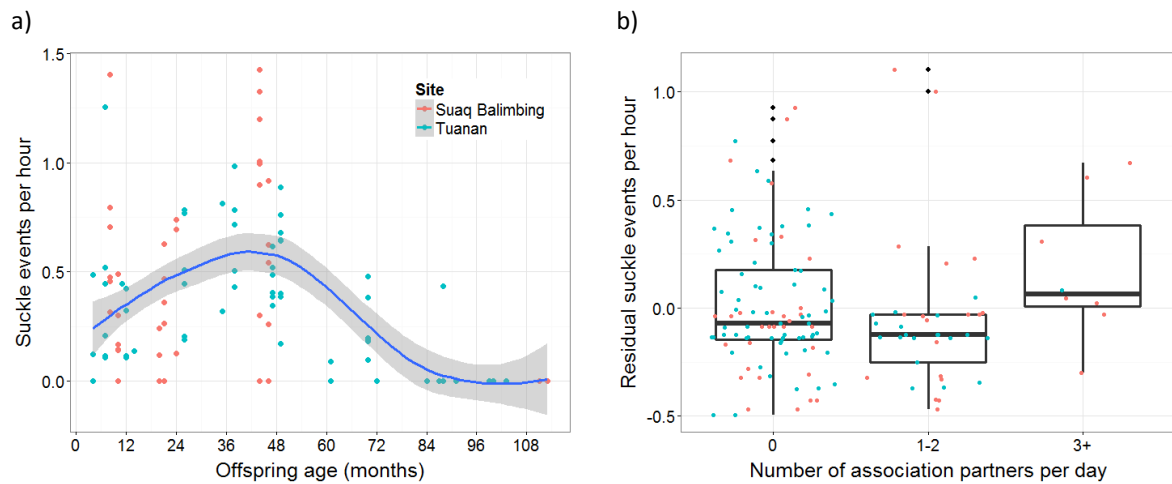 a)
b)
Suckle events per hour
1.5
1.0
0.5
0.0
Site
Suaq Balimbing
Tuanan
0 12 24 36 48 60 72 84 96 108
Offspring age (months)
Residual suckle events per hour
1.0
0.5
0.0
-0.5
0 1-2 3+
Number of association partners per day